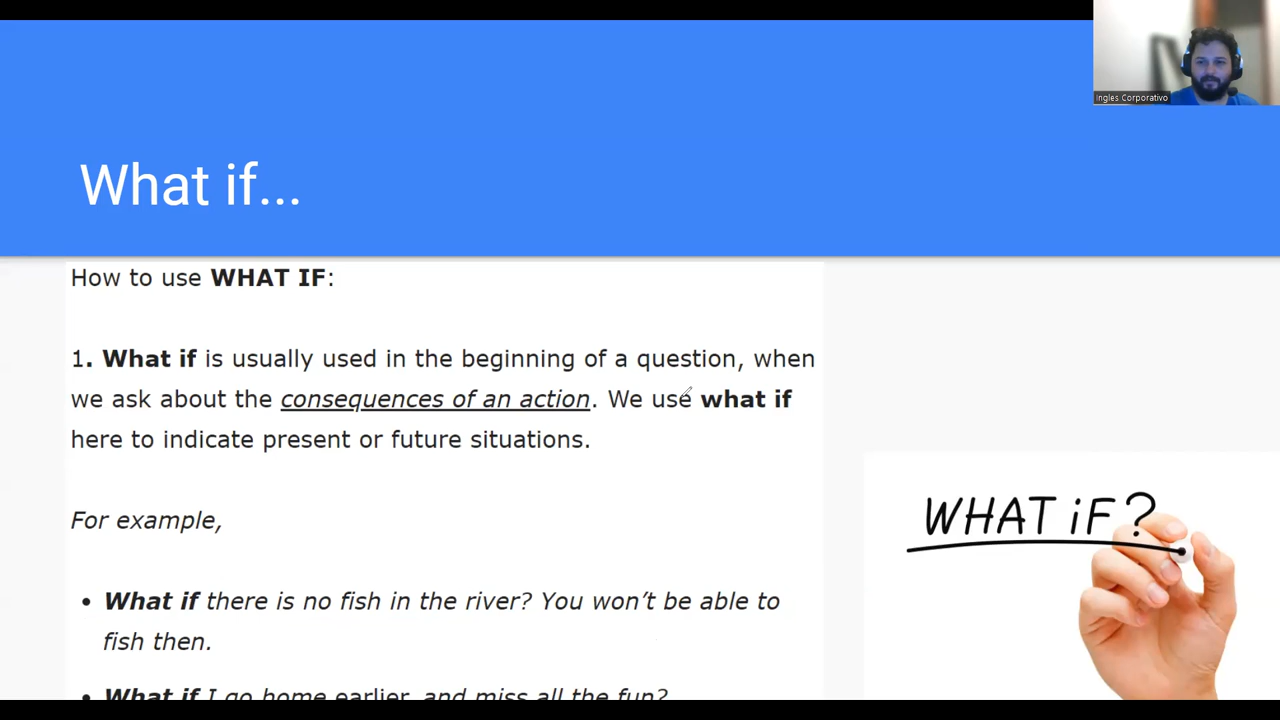 Ingles Corporativo
What if...
How to use WHAT IF:
1. What if is usually used in the beginning of a question, when
we ask about the consequences of an action. We use what if
here to indicate present or future situations.
For example,
• What if there is no fish in the river? You won't be able to
fish then.
• What if I go home earlier, and miss all the fun?
WHAT iF?